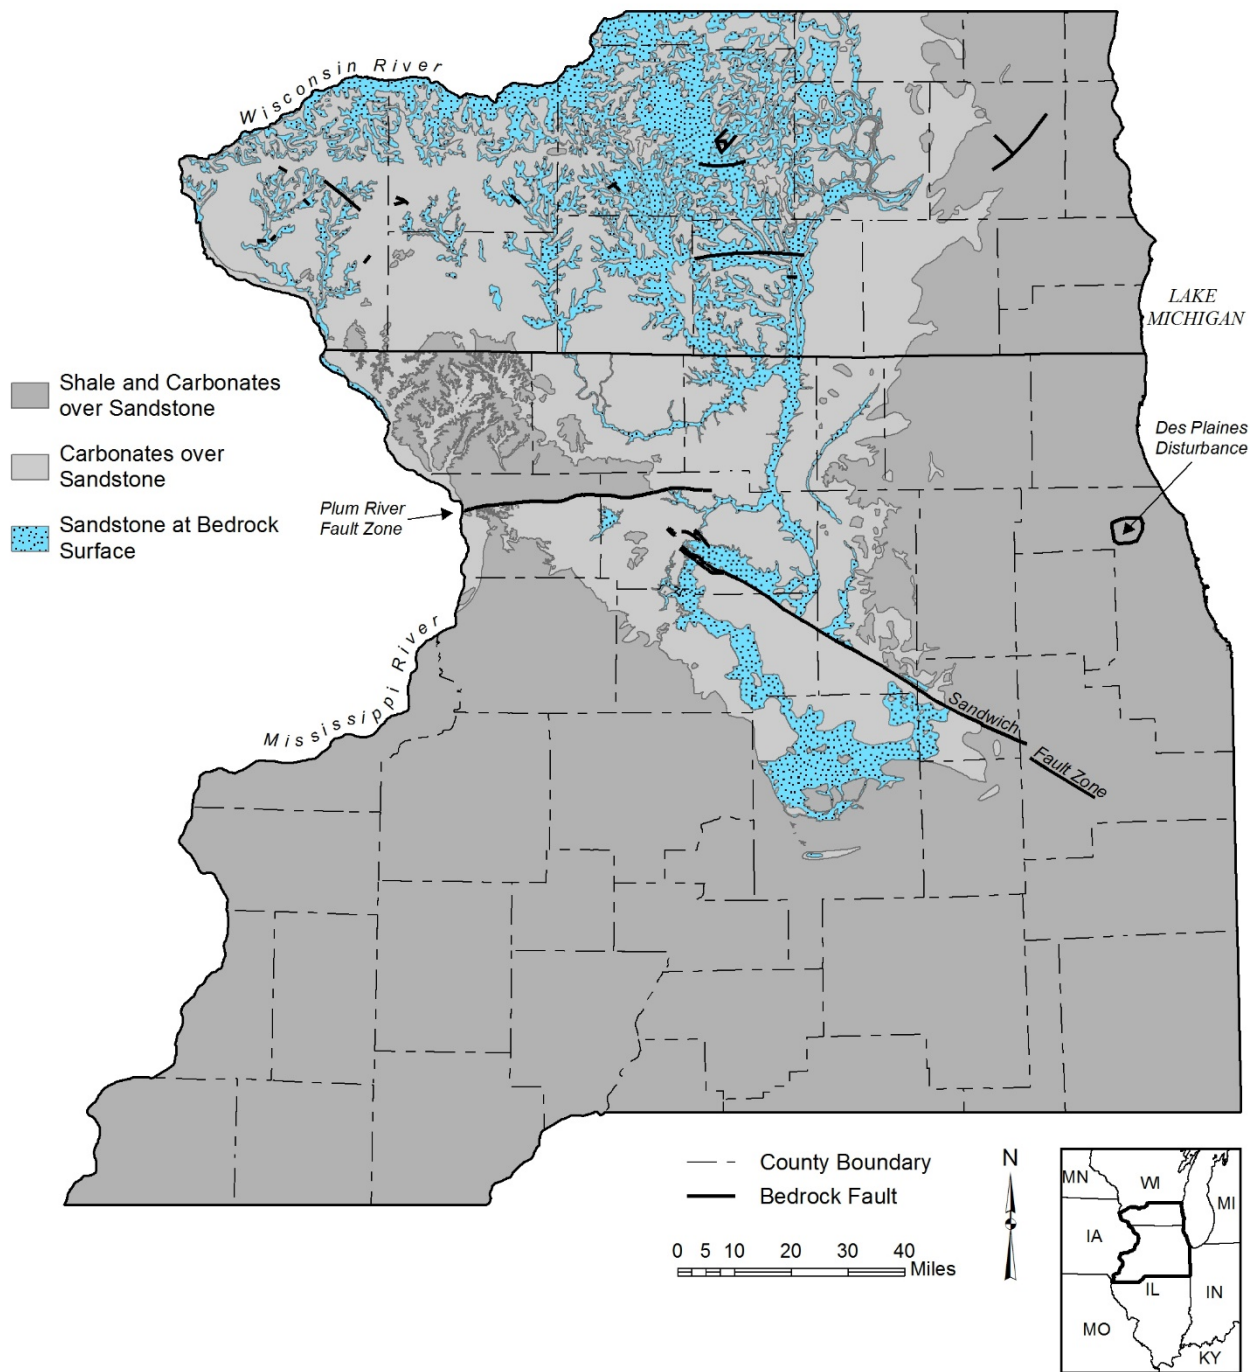 Wisconsin River
LAKE
MICHIGAN
Shale and Carbonates
over Sandstone
Carbonates over
Sandstone
Sandstone at Bedrock
Surface
Des Plaines
Disturbance
Plum River
Fault Zone
Mississippi River
Sandwich
Fault Zone
County Boundary
Bedrock Fault
0 5 10 20 30 40
Miles
N
MN
WI
MI
IA
IL
IN
MO
KY